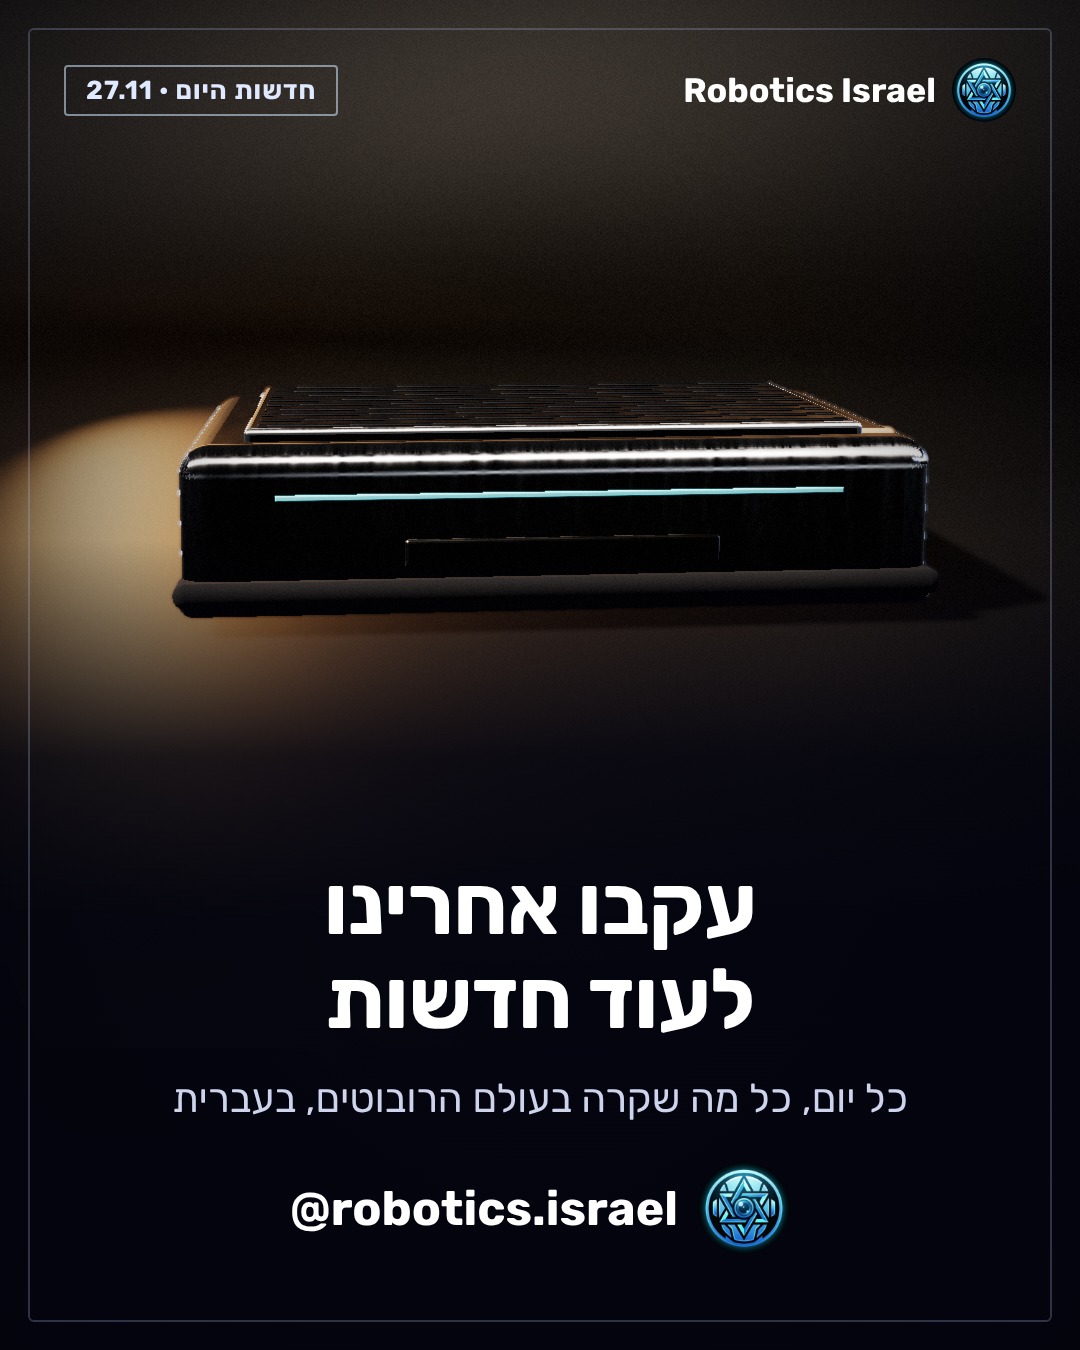 Robotics Israel
חדשות היום • 27.11
עקבו אחרינו
לעוד חדשות
כל יום, כל מה שקרה בעולם הרובוטים, בעברית
@robotics.israel